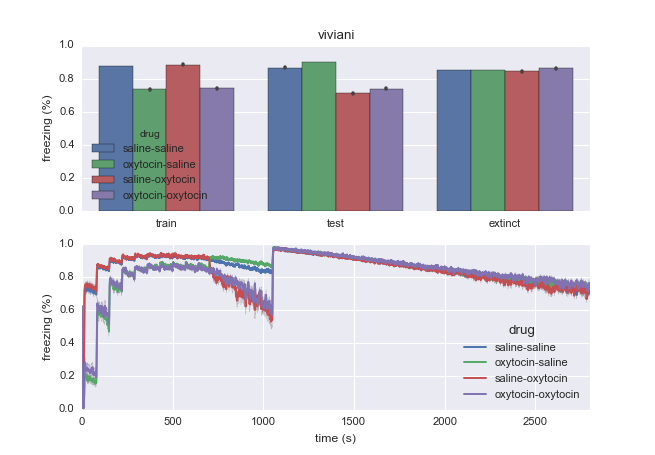 viviani
1.0
0.8
0.6
0.4
0.2
0.0
freezing (%)
drug
saline-saline
oxytocin-saline
saline-oxytocin
oxytocin-oxytocin
train test extinct
1.0
0.8
0.6
0.4
0.2
0.0
freezing (%)
drug
saline-saline
oxytocin-saline
saline-oxytocin
oxytocin-oxytocin
0 500 1000 1500 2000 2500
time (s)